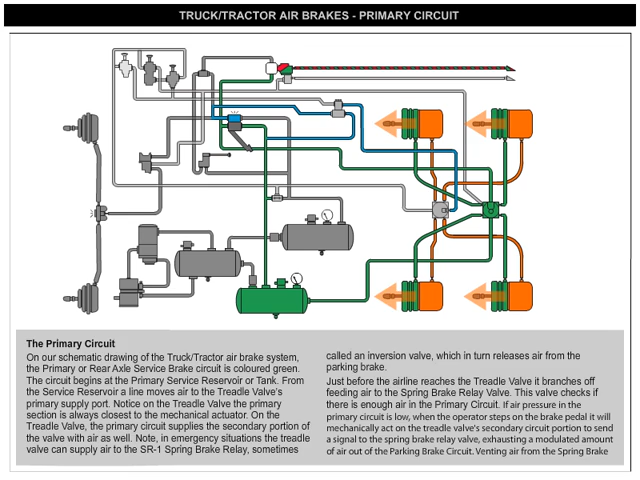 TRUCK/TRACTOR AIR BRAKES - PRIMARY CIRCUIT
The Primary Circuit
On our schematic drawing of the Truck/Tractor air brake system,
the Primary or Rear Axle Service Brake circuit is coloured green.
The circuit begins at the Primary Service Reservoir or Tank. From
the Service Reservoir a line moves air to the Treadle Valve's
primary supply port. Notice on the Treadle Valve the primary
section is always closest to the mechanical actuator. On the
Treadle Valve, the primary circuit supplies the secondary portion of
the valve with air as well. Note, in emergency situations the treadle
valve can supply air to the SR-1 Spring Brake Relay, sometimes
called an inversion valve, which in turn releases air from the
parking brake.
Just before the airline reaches the Treadle Valve it branches off
feeding air to the Spring Brake Relay Valve. This valve checks if
there is enough air in the Primary Circuit. If air pressure in the
primary circuit is low, when the operator steps on the brake pedal it will
mechanically act on the treadle valve's secondary circuit portion to send
a signal to the spring brake relay valve, exhausting a modulated amount
of air out of the Parking Brake Circuit. Venting air from the Spring Brake